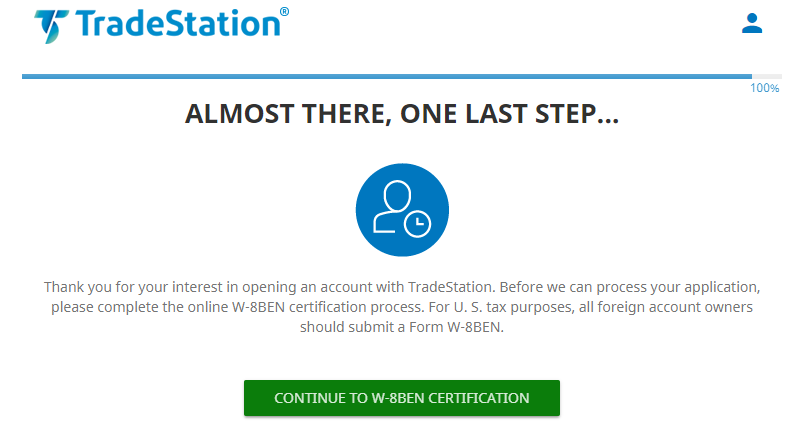 TradeStation®
100%
ALMOST THERE, ONE LAST STEP...
Thank you for your interest in opening an account with TradeStation. Before we can process your application,
please complete the online W-8BEN certification process. For U. S. tax purposes, all foreign account owners
should submit a Form W-8BEN.
CONTINUE TO W-8BEN CERTIFICATION